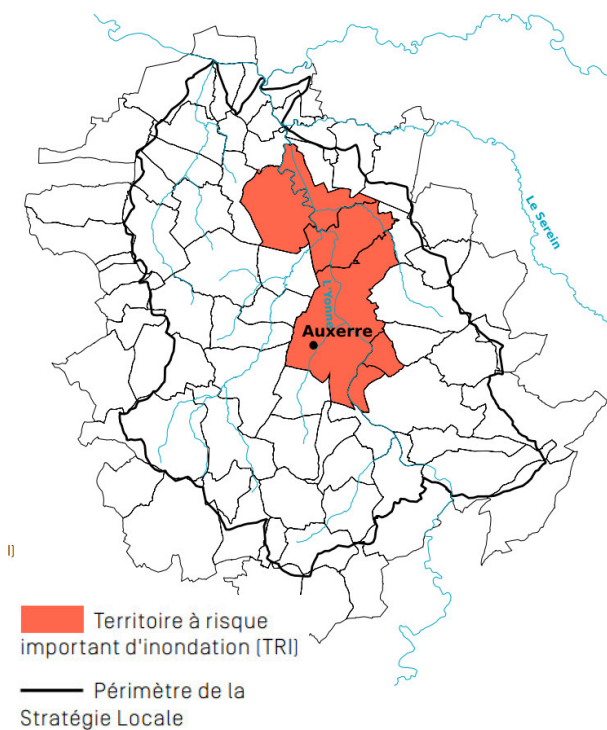 Le Serein
L'Yonne
Auxerre
l)
Territoire à risque
important d'inondation (TRI)
Périmètre de la
Stratégie Locale